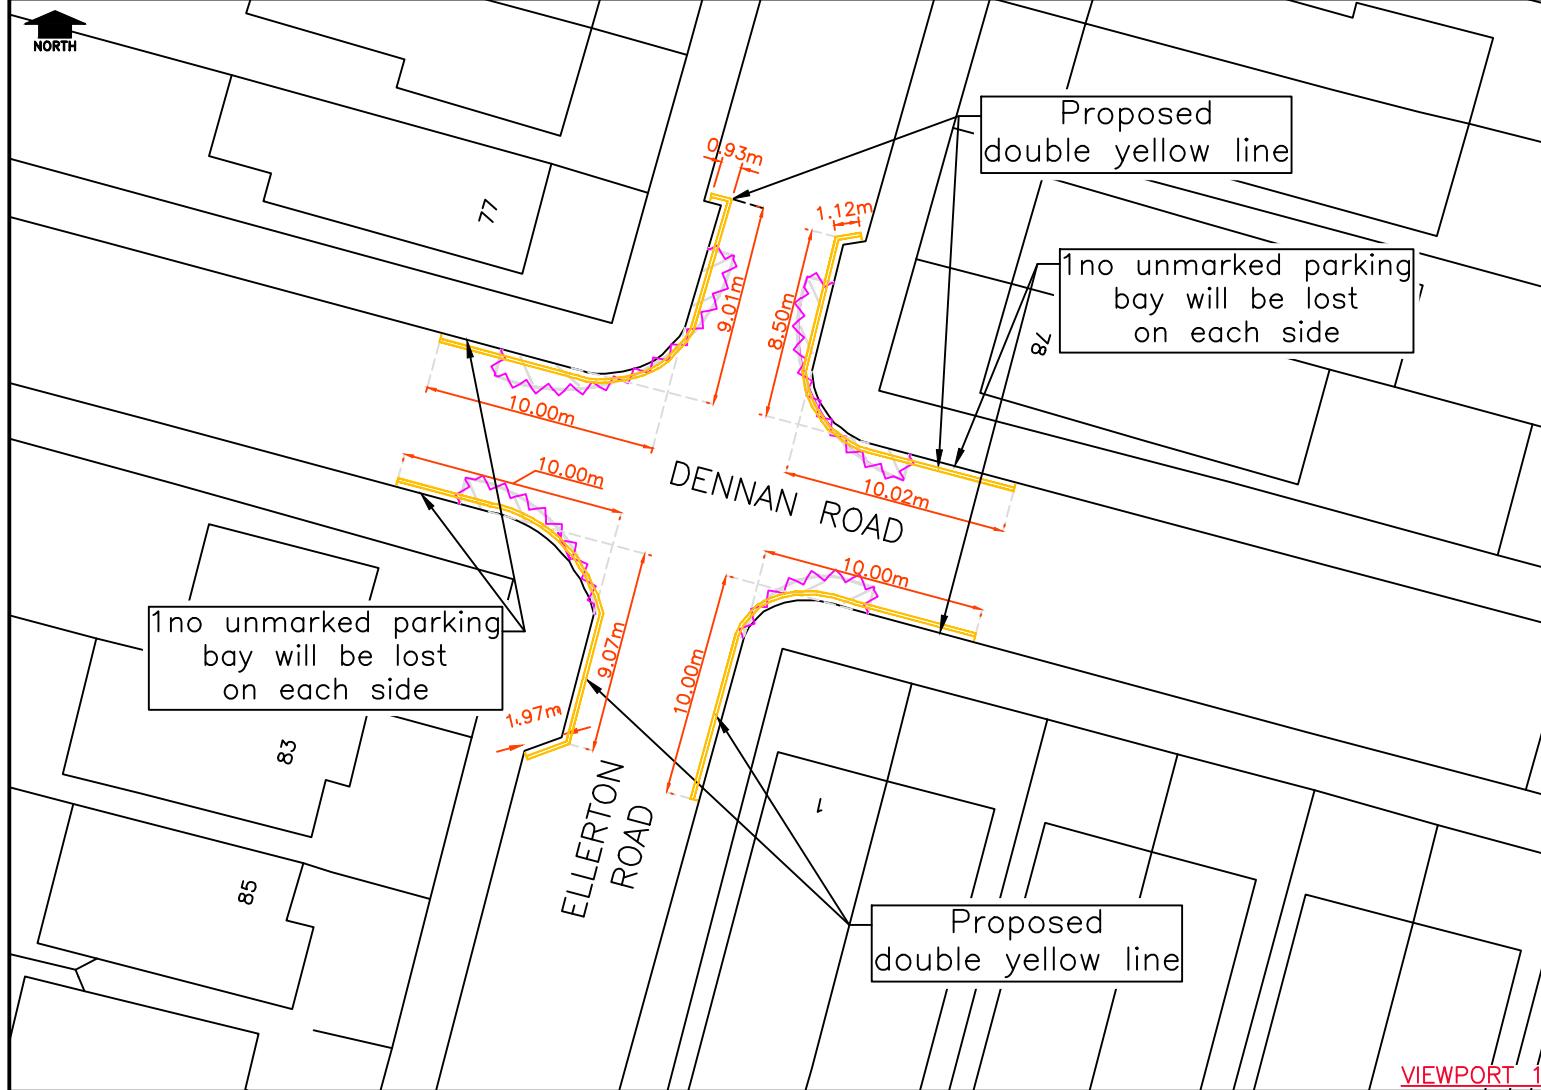 NORTH
Proposed
double yellow line
0.93m
1.12m
77
1no unmarked parking
bay will be lost
on each side
9.01m
8.50m
78
10.00m
10.00m
DENNAN ROAD
10.02m
10.00m
1no unmarked parking
bay will be lost
on each side
9.07m
10.00m
1.97m
83
ELLERTON
ROAD
1
85
Proposed
double yellow line
VIEWPORT 1